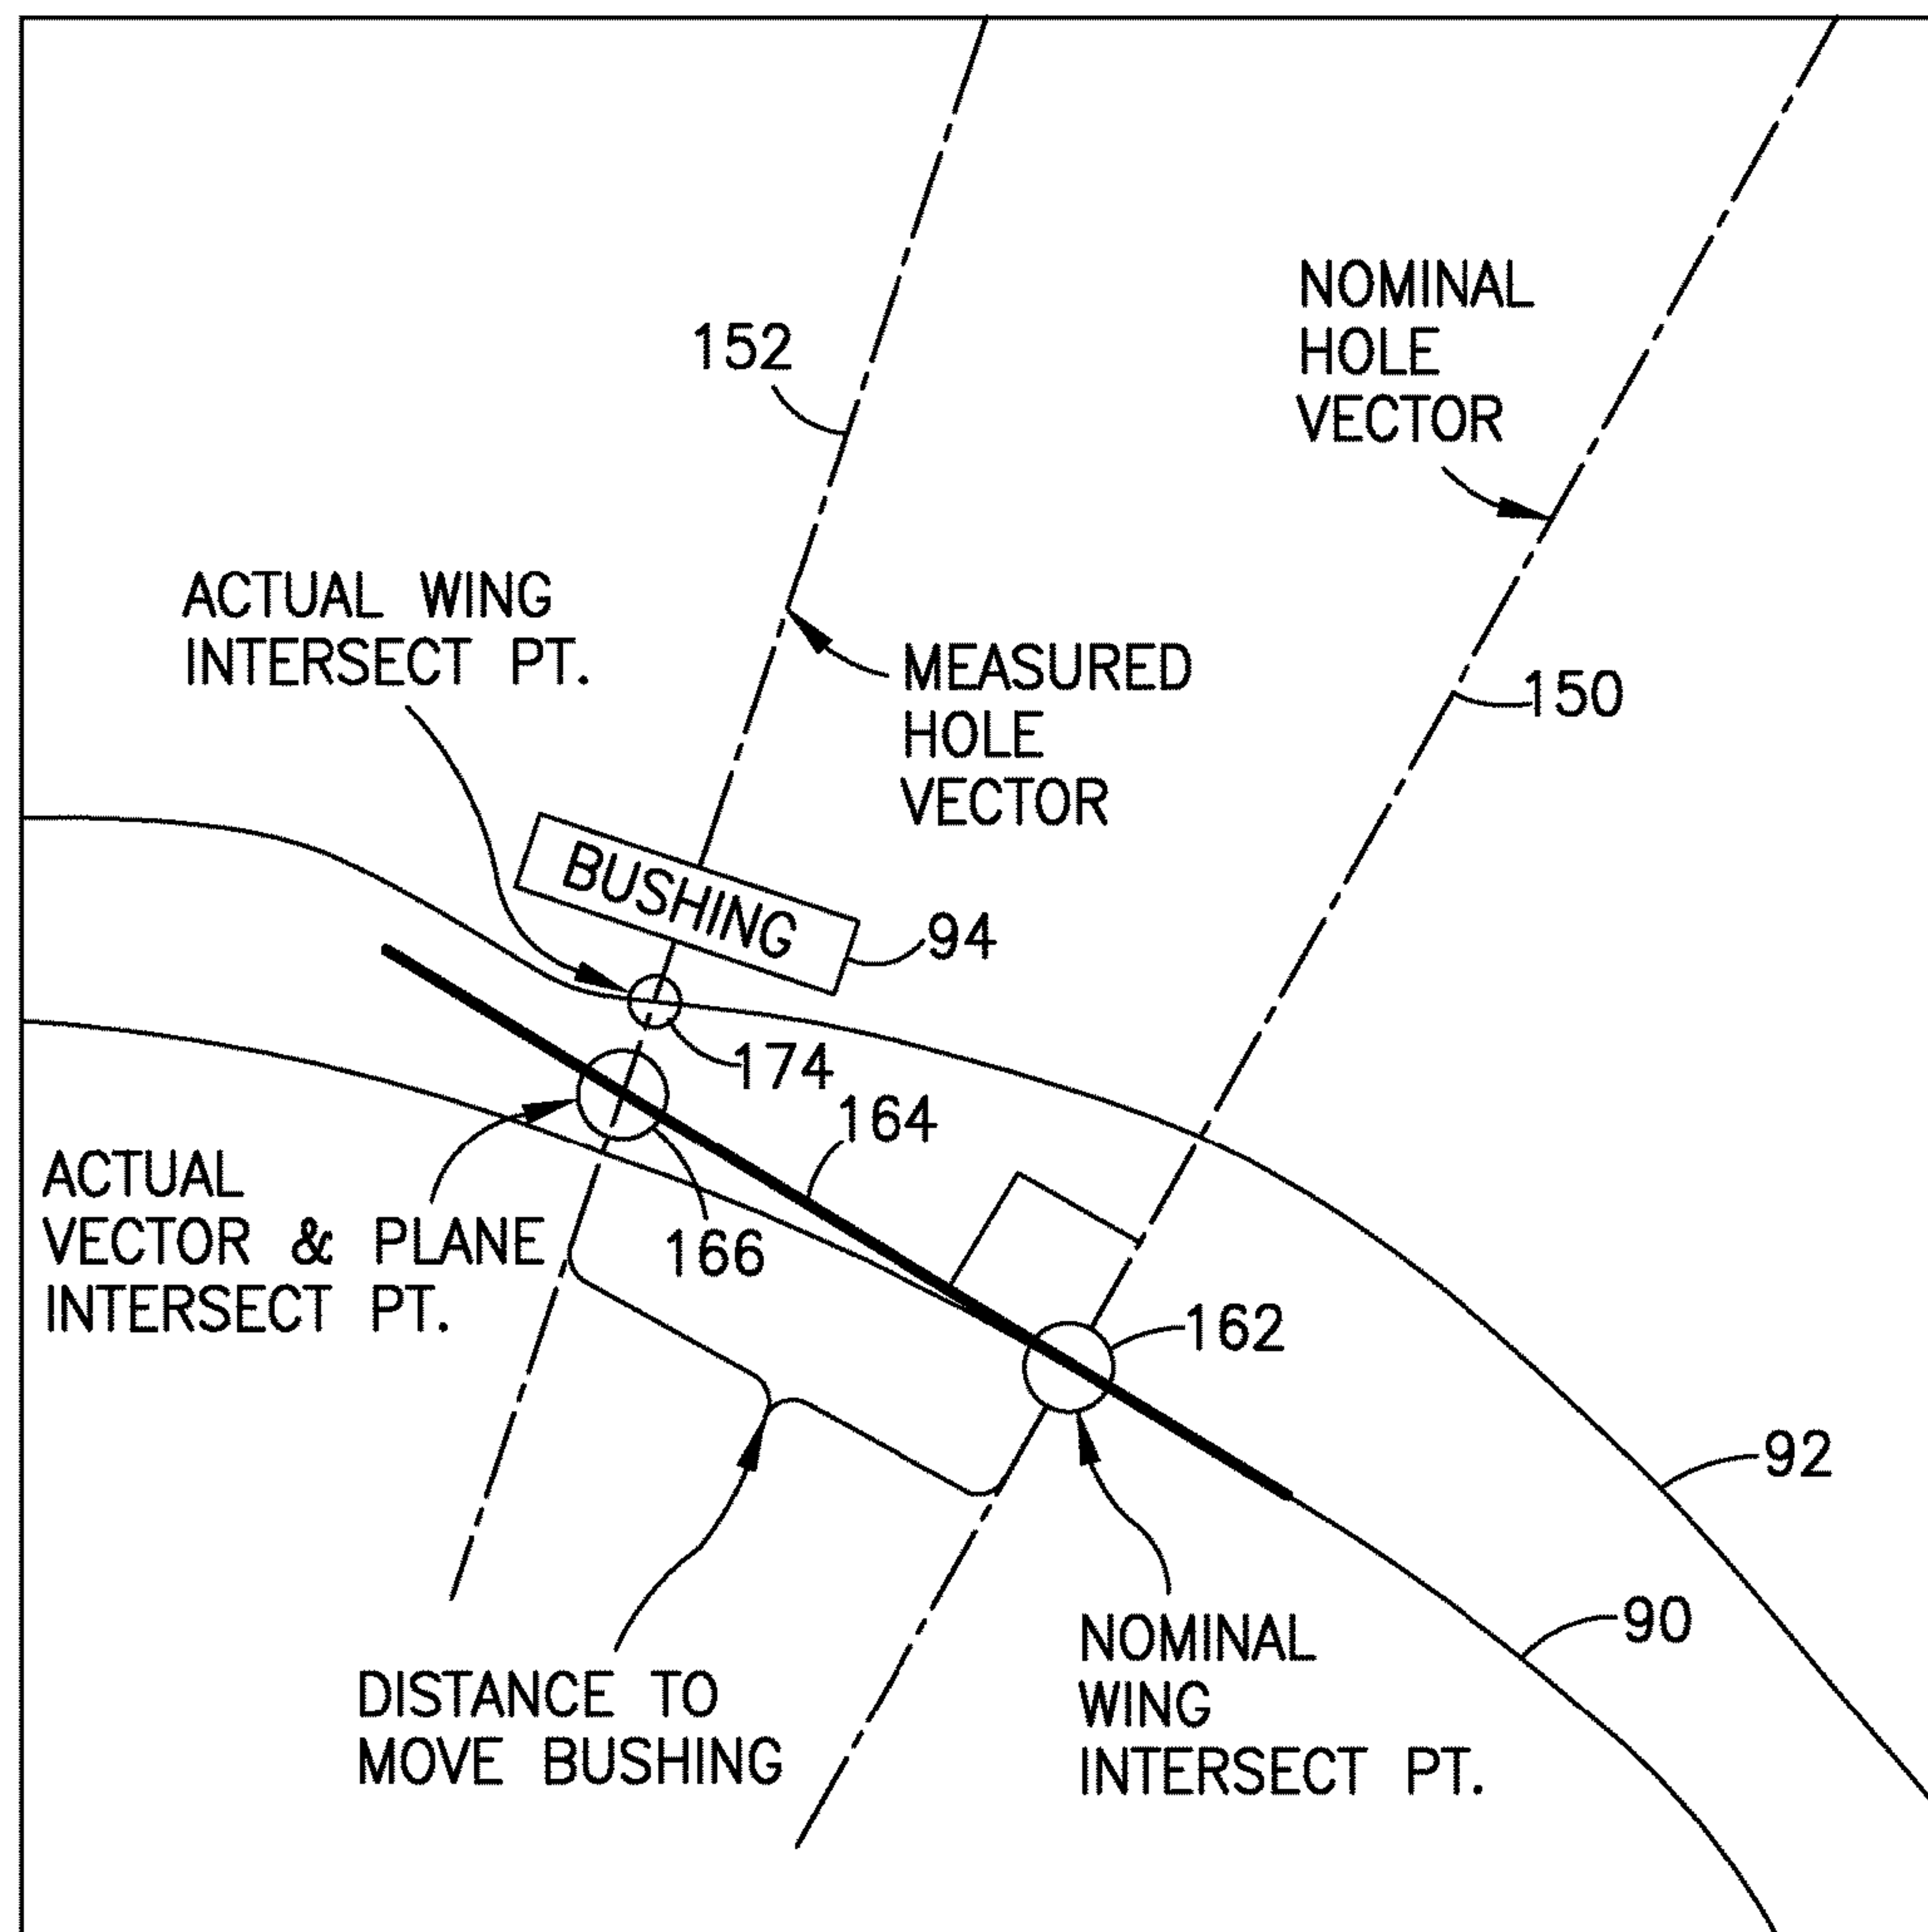 NOMINAL
HOLE
VECTOR
152
ACTUAL WING
INTERSECT PT.
MEASURED
HOLE
VECTOR
150
BUSHING
94
174
164
ACTUAL
VECTOR & PLANE
INTERSECT PT.
166
162
92
90
DISTANCE TO
MOVE BUSHING
NOMINAL
WING
INTERSECT PT.